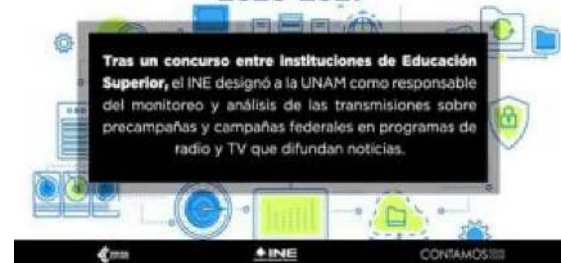 Tras un concurso entre instituciones de Educación
Superior, el INE designó a la UNAM como responsable
del monitoreo y análisis de las transmisiones sobre
precampañas y campañas federales en programas de
radio y TV que difundan noticias.
INE
CONTAMOS